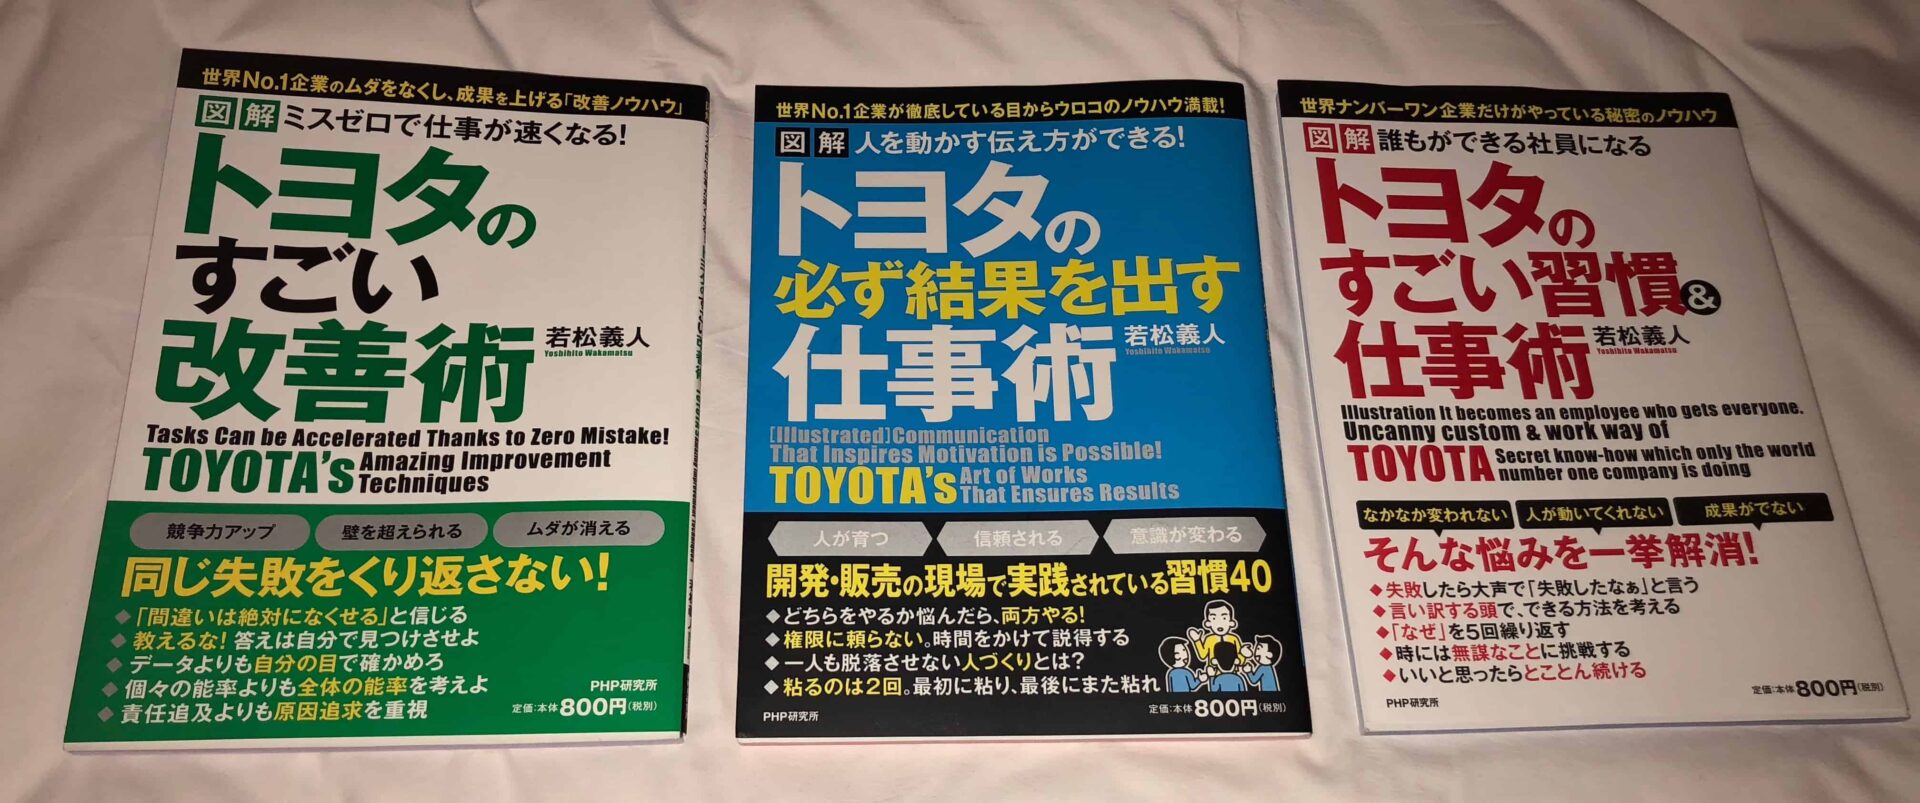 世界No.1企業のムダをなくし、成果を上げる「改善ノウハウ」
図解 ミスゼロで仕事が速くなる!
トヨタの
すごい
改善術
若松義人
Yoshihito Wakamatsu
Tasks Can be Accelerated Thanks to Zero Mistake!
TOYOTA's Amazing Improvement
Techniques
競争力アップ 壁を超えられる ムダが消える
同じ失敗をくり返さない!
◆「間違いは絶対になくせる」と信じる
◆教えるな! 答えは自分で見つけさせよ
◆データよりも自分の目で確かめろ
◆個々の能率よりも全体の能率を考えよ
◆責任追及よりも原因追求を重視
PHP研究所
定価:本体800円(税別)
世界No.1企業が徹底している目からウロコのノウハウ満載!
図解 人を動かす伝え方ができる!
トヨタの
必ず結果を出す
仕事術
若松義人
Yoshihito Wakamatsu
[Illustrated]Communication
That Inspires Motivation is Possible!
TOYOTA's Art of Works
That Ensures Results
人が育つ 信頼される 意識が変わる
開発・販売の現場で実践されている習慣40
◆どちらをやるか悩んだら、両方やる!
◆権限に頼らない。時間をかけて説得する
◆一人も脱落させない人づくりとは?
◆粘るのは2回。最初に粘り、最後にまた粘れ
PHP研究所
定価:本体800円(税別)
世界ナンバーワン企業だけがやっている秘密のノウハウ
図解 誰もができる社員になる
トヨタの
すごい習慣&
仕事術
若松義人
Yoshihito Wakamatsu
Illustration It becomes an employee who gets everyone.
Uncanny custom & work way of
TOYOTA Secret know-how which only the world
number one company is doing
なかなか変われない 人が動いてくれない 成果がでない
そんな悩みを一挙解消!
◆失敗したら大声で「失敗したなぁ」と言う
◆言い訳する頭で、できる方法を考える
◆「なぜ」を5回繰り返す
◆時には無謀なことに挑戦する
◆いいと思ったらとことん続ける
PHP研究所
定価:本体800円(税別)